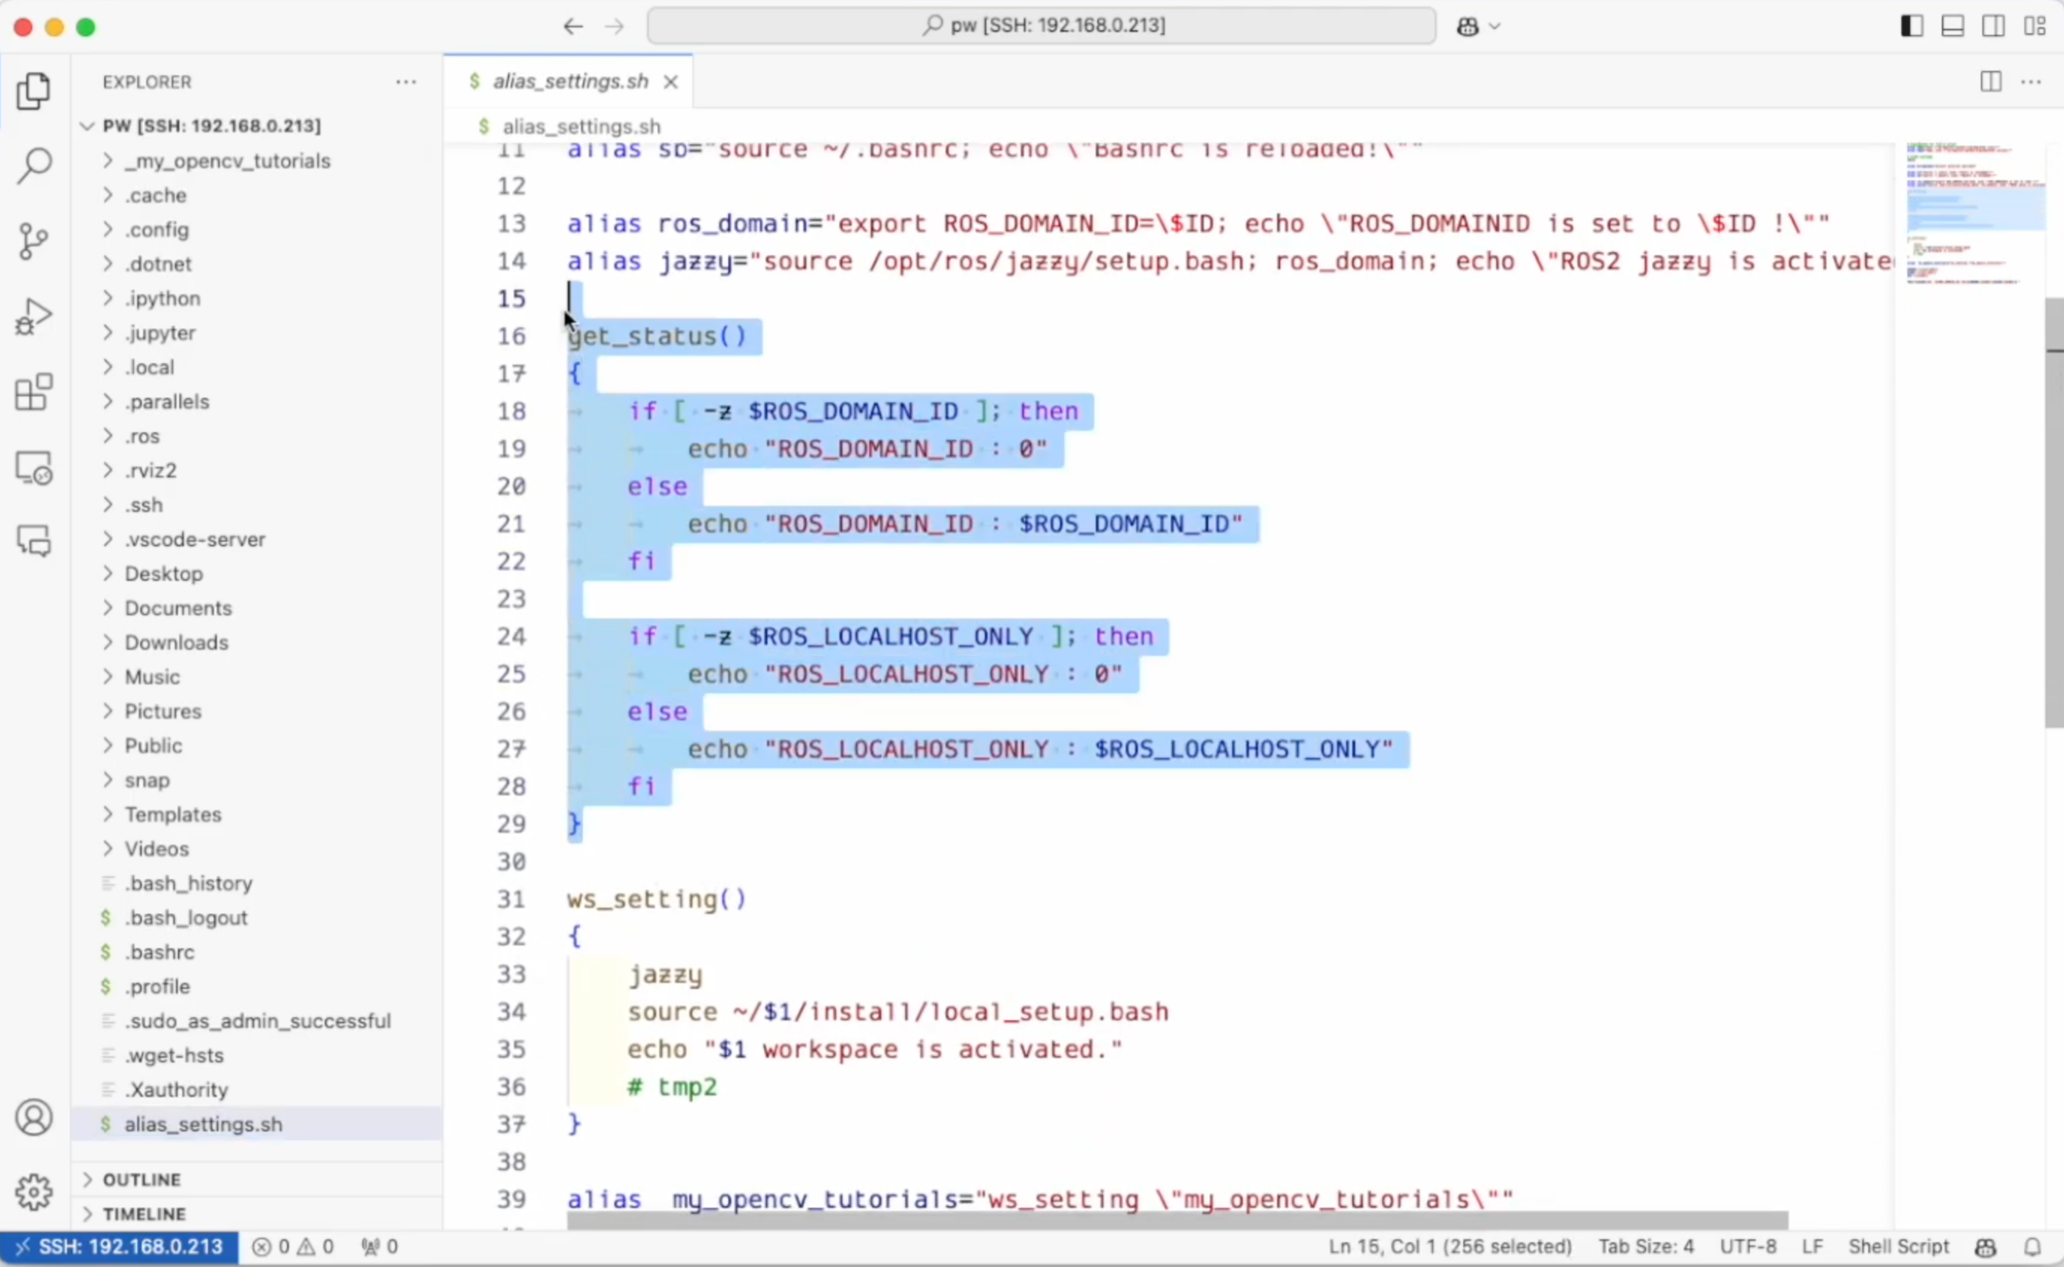 pw [SSH: 192.168.0.213]
EXPLORER
PW [SSH: 192.168.0.213]
_my_opencv_tutorials
.cache
.config
.dotnet
.ipython
.jupyter
.local
.parallels
.ros
.rviz2
.ssh
.vscode-server
Desktop
Documents
Downloads
Music
Pictures
Public
snap
Templates
Videos
.bash_history
$ .bash_logout
$ .bashrc
$ .profile
.sudo_as_admin_successful
.wget-hsts
.Xauthority
$ alias_settings.sh
OUTLINE
TIMELINE
$ alias_settings.sh
$ alias_settings.sh
11 alias sb="source ~/.bashrc; echo \"Bashrc is reloaded!\""
12
13 alias ros_domain="export ROS_DOMAIN_ID=\$ID; echo \"ROS_DOMAINID is set to \$ID !\""
14 alias jazzy="source /opt/ros/jazzy/setup.bash; ros_domain; echo \"ROS2 jazzy is activate
15
16 get_status()
17 {
18 if [ -z $ROS_DOMAIN_ID ]; then
19 echo "ROS_DOMAIN_ID : 0"
20 else
21 echo "ROS_DOMAIN_ID : $ROS_DOMAIN_ID"
22 fi
23
24 if [ -z $ROS_LOCALHOST_ONLY ]; then
25 echo "ROS_LOCALHOST_ONLY : 0"
26 else
27 echo "ROS_LOCALHOST_ONLY : $ROS_LOCALHOST_ONLY"
28 fi
29 }
30
31 ws_setting()
32 {
33 jazzy
34 source ~/$1/install/local_setup.bash
35 echo "$1 workspace is activated."
36 # tmp2
37 }
38
39 alias _my_opencv_tutorials="ws_setting \"my_opencv_tutorials\""
SSH: 192.168.0.213 0 0 0 Ln 15, Col 1 (256 selected) Tab Size: 4 UTF-8 LF Shell Script